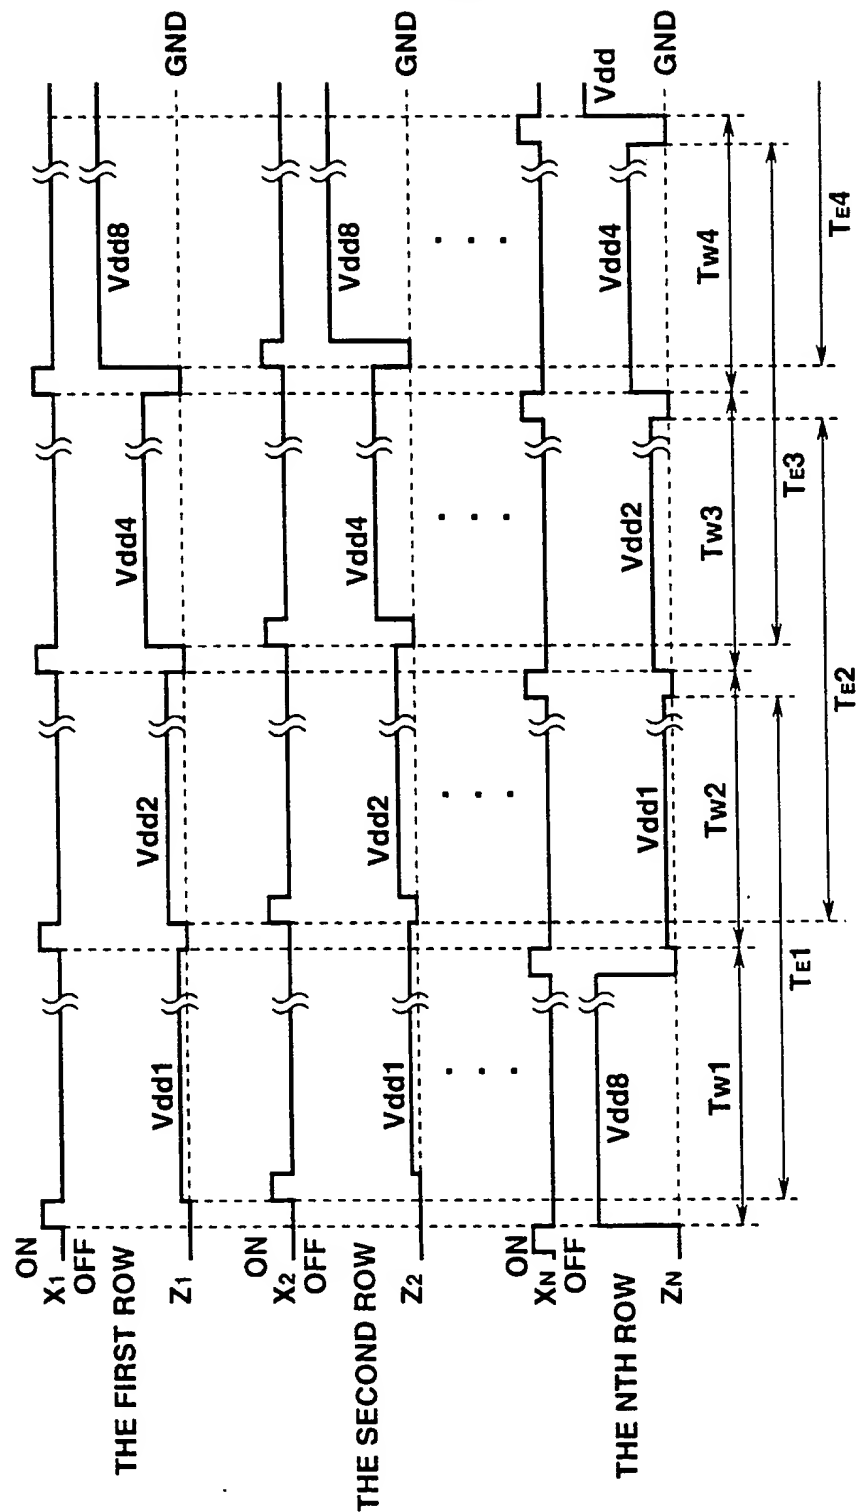 THE FIRST ROW
X1 ON
OFF
Z1 Vdd1 Vdd2 Vdd4 Vdd8 GND
THE SECOND ROW
X2 ON
OFF
Z2 Vdd1 Vdd2 Vdd4 Vdd8 GND
. . . . . . . . . . . .
THE NTH ROW
XN ON
OFF
ZN Vdd8 Vdd1 Vdd2 Vdd4 Vdd GND
Tw1 Tw2 Tw3 Tw4
TE1 TE3
TE2 TE4